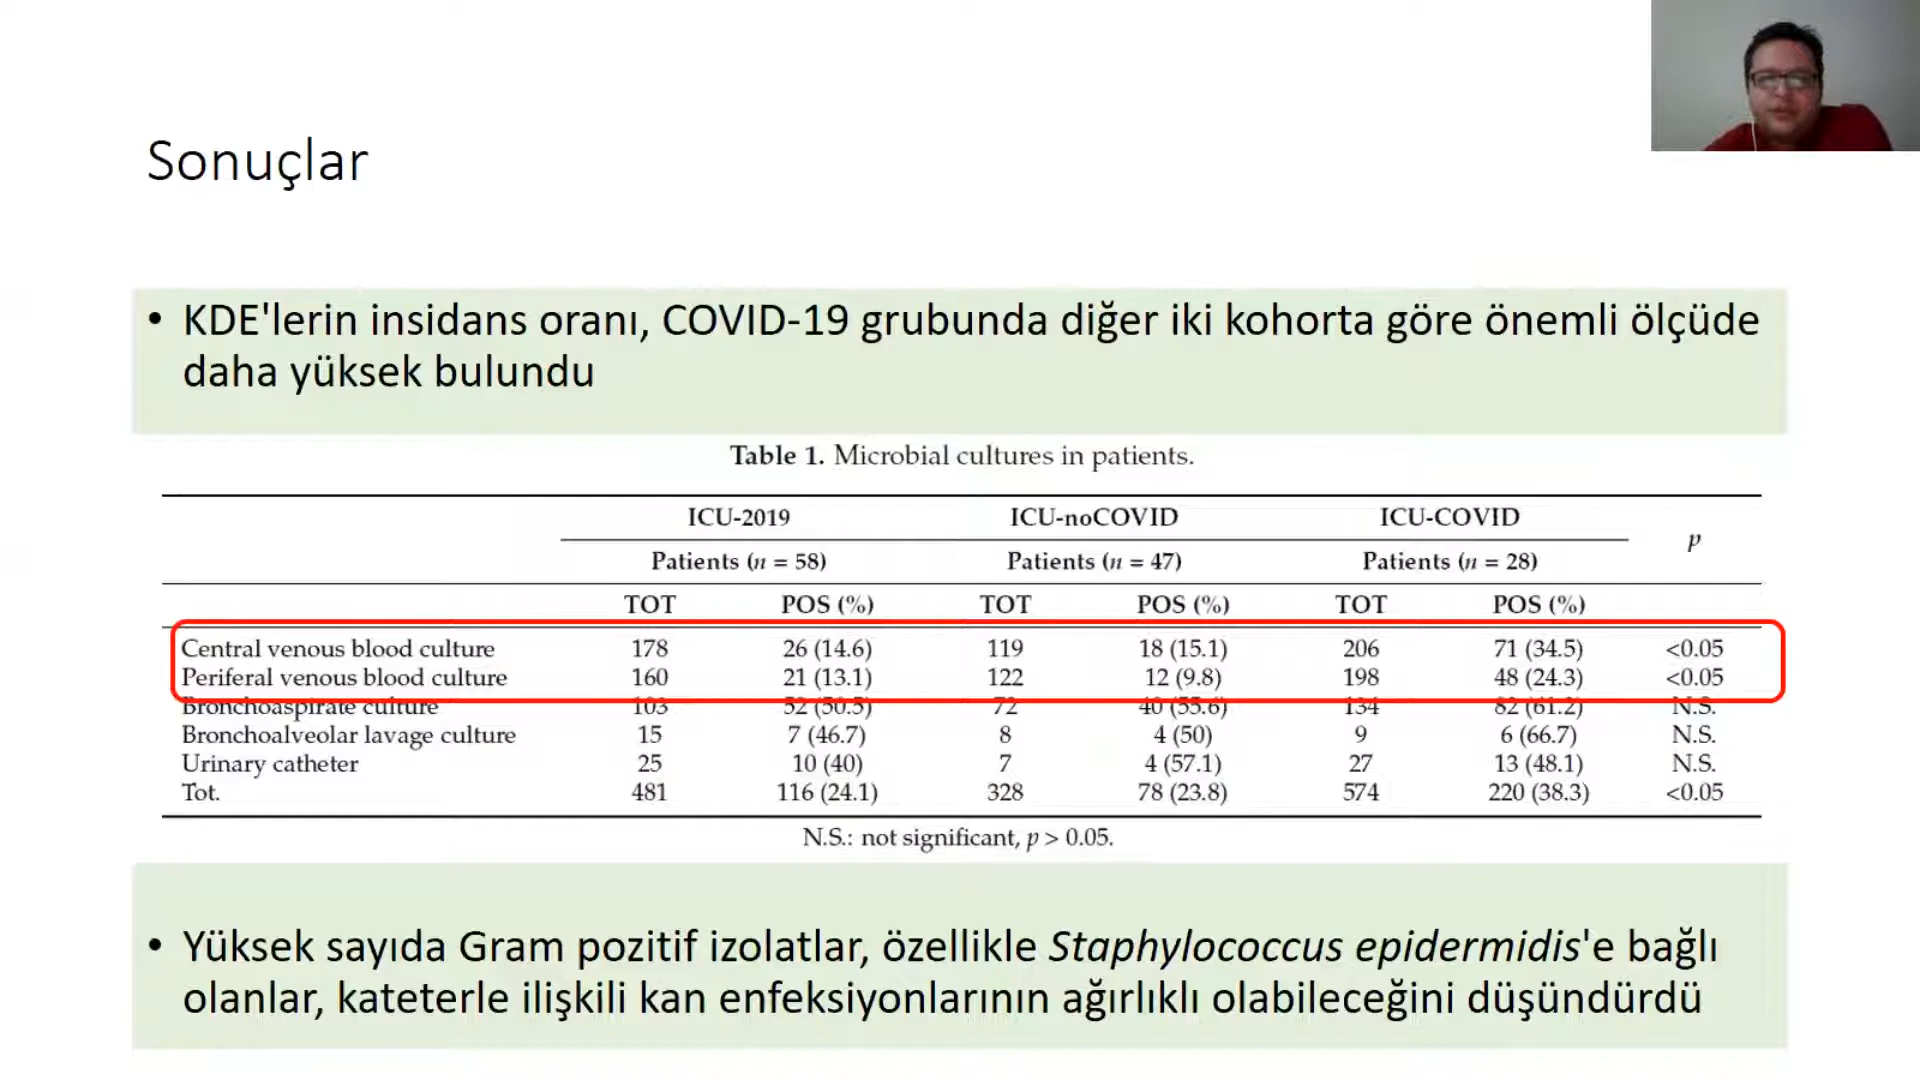 Sonuçlar
• KDE'lerin insidans oranı, COVID-19 grubunda diğer iki kohorta göre önemli ölçüde
daha yüksek bulundu
Table 1. Microbial cultures in patients.
ICU-2019 ICU-noCOVID ICU-COVID p
Patients (n = 58) Patients (n = 47) Patients (n = 28)
TOT POS (%) TOT POS (%) TOT POS (%)
Central venous blood culture 178 26 (14.6) 119 18 (15.1) 206 71 (34.5) <0.05
Periferal venous blood culture 160 21 (13.1) 122 12 (9.8) 198 48 (24.3) <0.05
Bronchoaspirate culture 103 52 (50.5) 72 40 (55.6) 134 82 (61.2) N.S.
Bronchoalveolar lavage culture 15 7 (46.7) 8 4 (50) 9 6 (66.7) N.S.
Urinary catheter 25 10 (40) 7 4 (57.1) 27 13 (48.1) N.S.
Tot. 481 116 (24.1) 328 78 (23.8) 574 220 (38.3) <0.05
N.S.: not significant, p > 0.05.
• Yüksek sayıda Gram pozitif izolatlar, özellikle Staphylococcus epidermidis'e bağlı
olanlar, kateterle ilişkili kan enfeksiyonlarının ağırlıklı olabileceğini düşündürdü